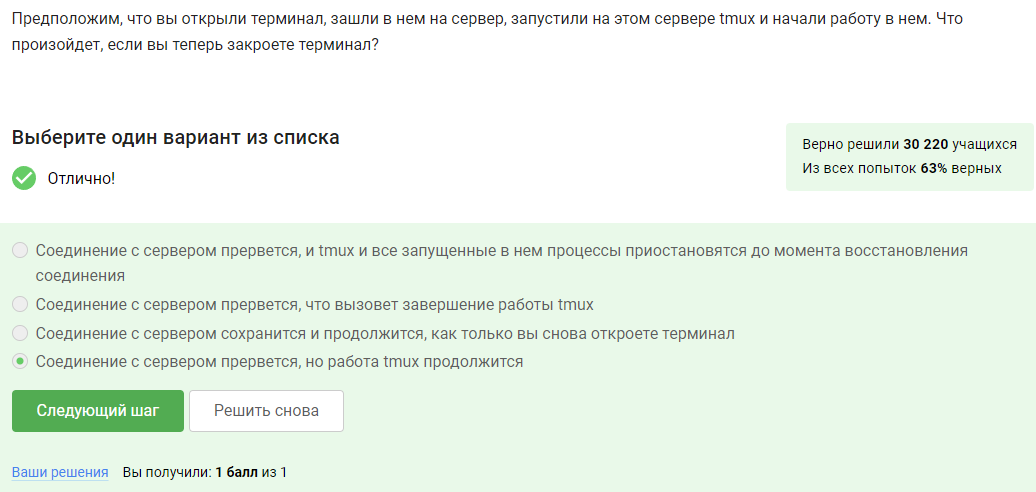 Предположим, что вы открыли терминал, зашли в нем на сервер, запустили на этом сервере tmux и начали работу в нем. Что
произойдет, если вы теперь закроете терминал?
Выберите один вариант из списка
Верно решили 30 220 учащихся
Из всех попыток 63% верных
Отлично!
Соединение с сервером прервется, и tmux и все запущенные в нем процессы приостановятся до момента восстановления
соединения
Соединение с сервером прервется, что вызовет завершение работы tmux
Соединение с сервером сохранится и продолжится, как только вы снова откроете терминал
Соединение с сервером прервется, но работа tmux продолжится
Следующий шаг
Решить снова
Ваши решения Вы получили: 1 балл из 1